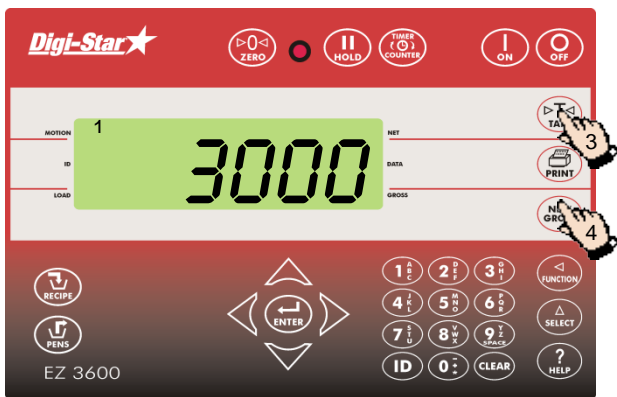 Digi-Star
0
ZERO
HOLD
TIMER
COUNTER
ON
OFF
MOTION
ID
LOAD
1
3000
NET
DATA
GROSS
3
PRINT
4
RECIPE
PENS
EZ 3600
ENTER
1 A B C
2 D E F
3 G H I
4 J K L
5 M N O
6 P Q R
7 S T U
8 V W X
9 Y Z SPACE
ID
0 - + *
CLEAR
FUNCTION
SELECT
?
HELP